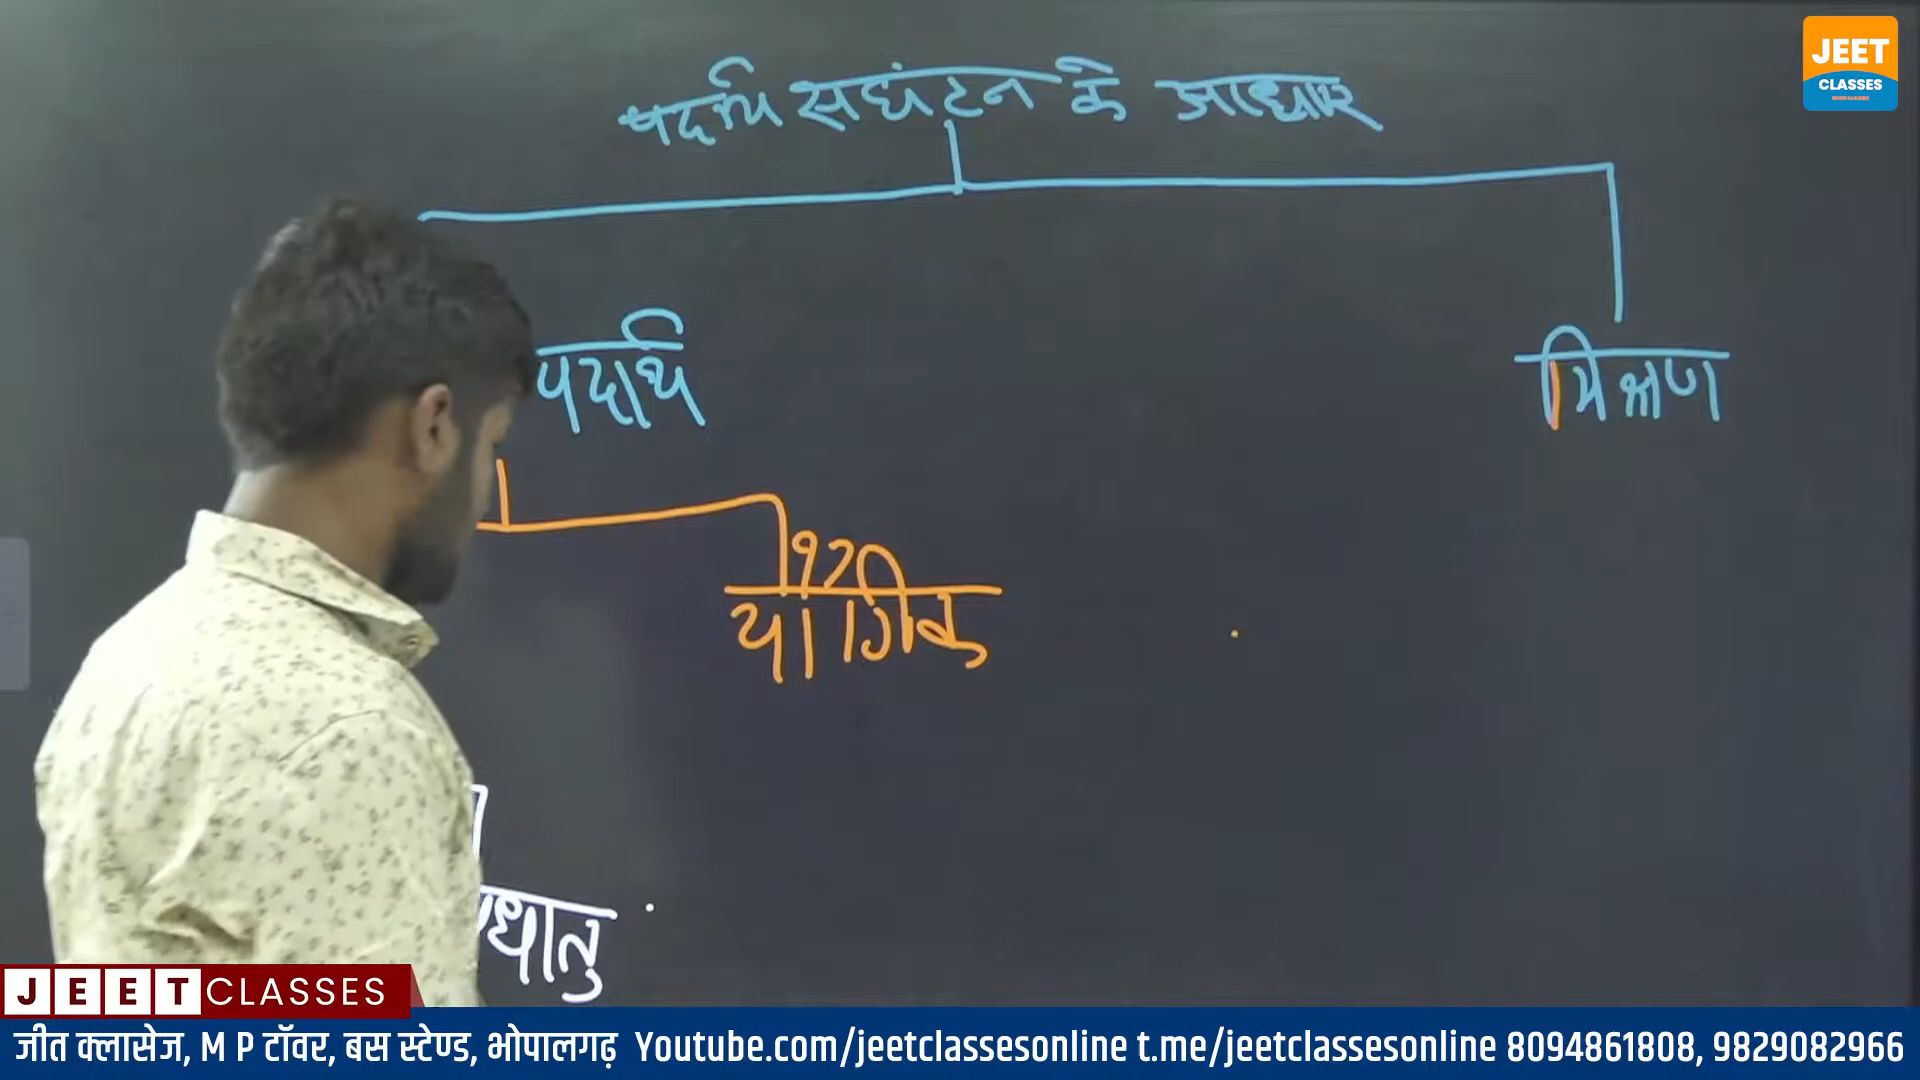 JEET
CLASSES
पदार्थ संघटन के आधार
पदार्थ
मिश्रण
यौगिक
धातु
JEET CLASSES
जीत क्लासेज, M P टॉवर, बस स्टेण्ड, भोपालगढ़ Youtube.com/jeetclassesonline t.me/jeetclassesonline 8094861808, 9829082966